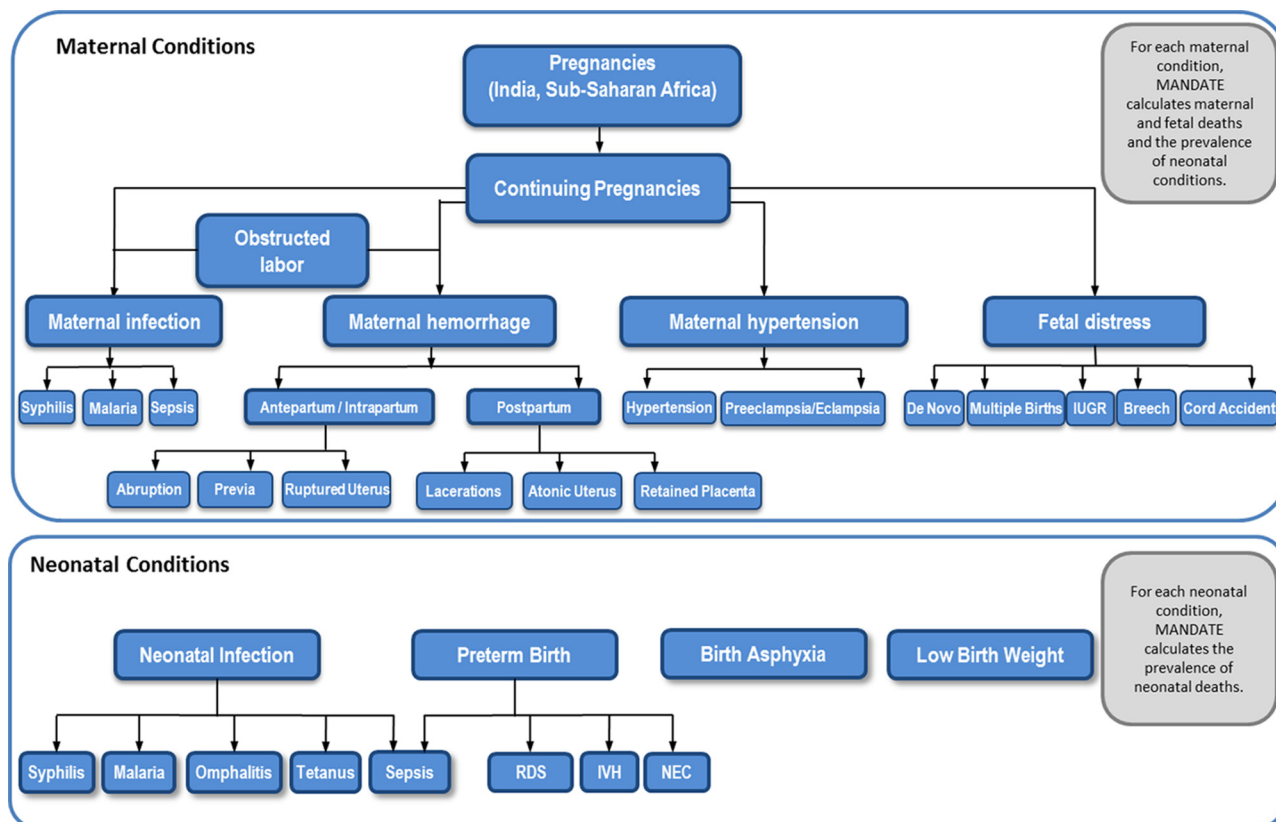 Maternal Conditions
Pregnancies
(India, Sub-Saharan Africa)
For each maternal
condition,
MANDATE
calculates maternal
and fetal deaths
and the prevalence
of neonatal
conditions.
Continuing Pregnancies
Obstructed
labor
Maternal infection
Maternal hemorrhage
Maternal hypertension
Fetal distress
Syphilis
Malaria
Sepsis
Antepartum / Intrapartum
Postpartum
Hypertension
Preeclampsia/Eclampsia
De Novo
Multiple Births
IUGR
Breech
Cord Accident
Abruption
Previa
Ruptured Uterus
Lacerations
Atonic Uterus
Retained Placenta
Neonatal Conditions
For each neonatal
condition,
MANDATE
calculates the
prevalence of
neonatal deaths.
Neonatal Infection
Preterm Birth
Birth Asphyxia
Low Birth Weight
Syphilis
Malaria
Omphalitis
Tetanus
Sepsis
RDS
IVH
NEC